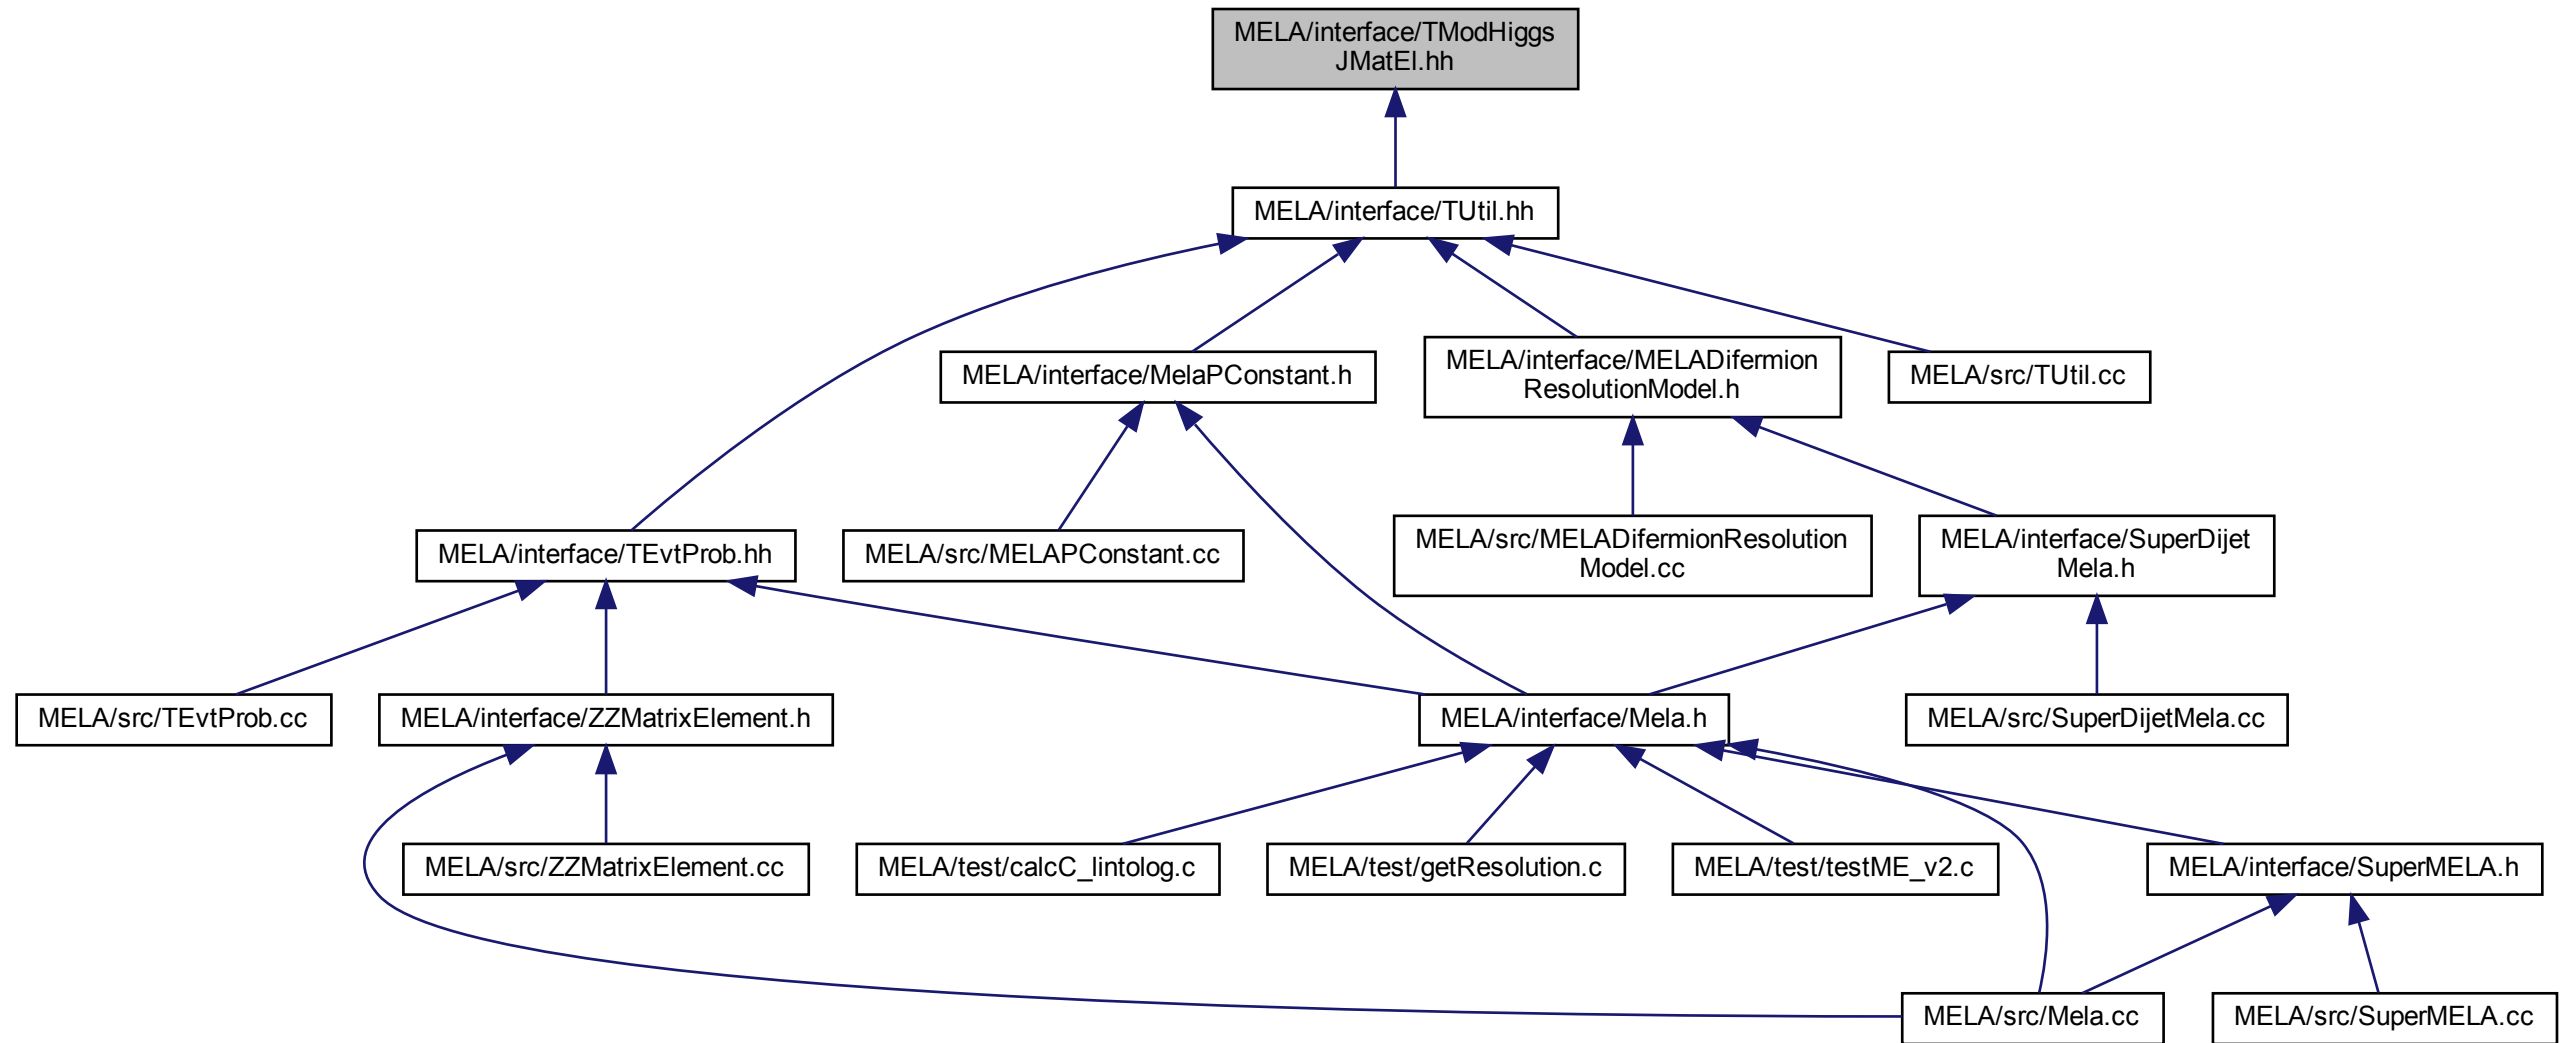 MELA/interface/TModHiggs
JMatEl.hh
MELA/interface/TUtil.hh
MELA/interface/MelaPConstant.h
MELA/interface/MELADifermion
ResolutionModel.h
MELA/src/TUtil.cc
MELA/interface/TEvtProb.hh
MELA/src/MELAPConstant.cc
MELA/src/MELADifermionResolution
Model.cc
MELA/interface/SuperDijet
Mela.h
MELA/src/TEvtProb.cc
MELA/interface/ZZMatrixElement.h
MELA/interface/Mela.h
MELA/src/SuperDijetMela.cc
MELA/src/ZZMatrixElement.cc
MELA/test/calcC_lintolog.c
MELA/test/getResolution.c
MELA/test/testME_v2.c
MELA/interface/SuperMELA.h
MELA/src/Mela.cc
MELA/src/SuperMELA.cc